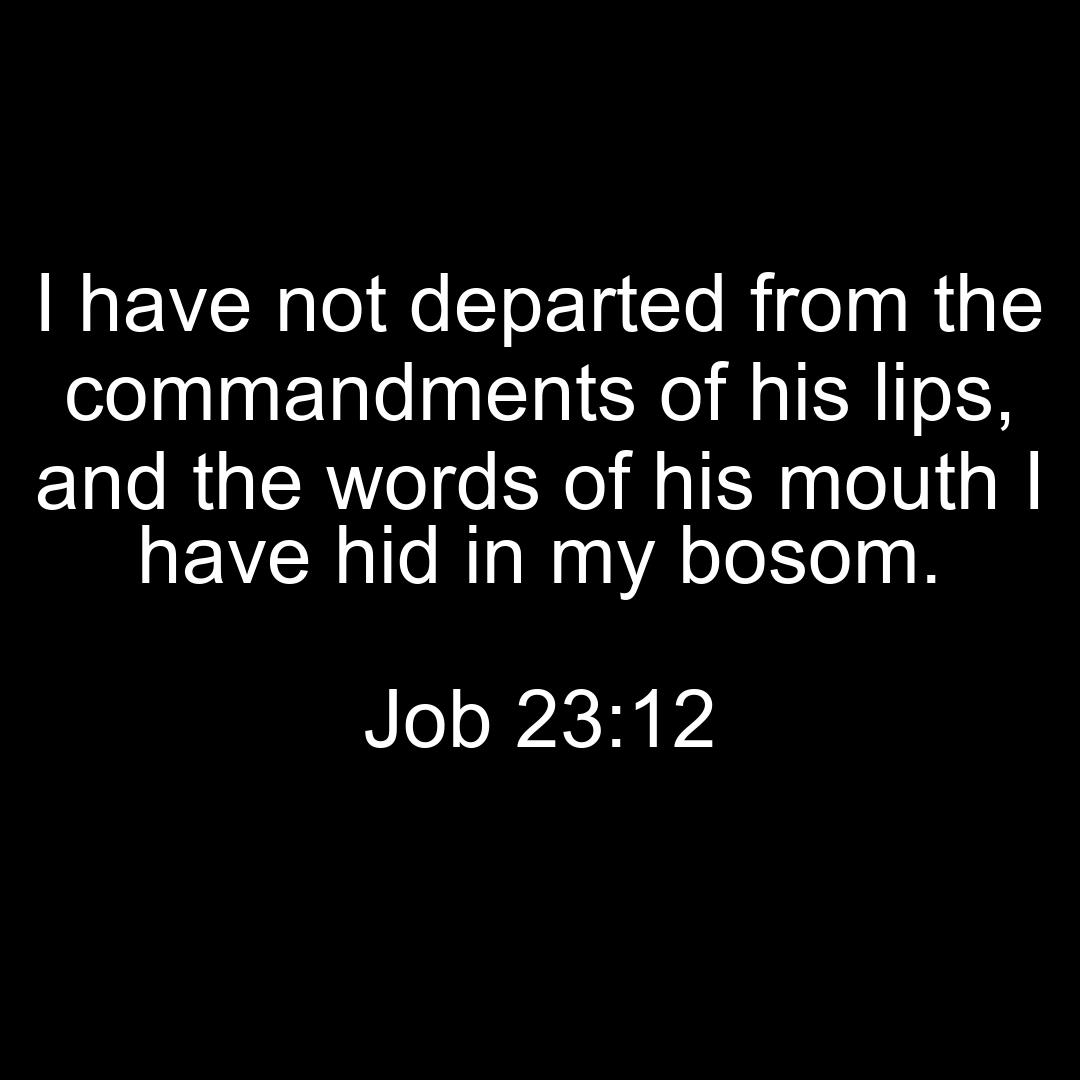 I have not departed from the
commandments of his lips,
and the words of his mouth I
have hid in my bosom.
Job 23:12